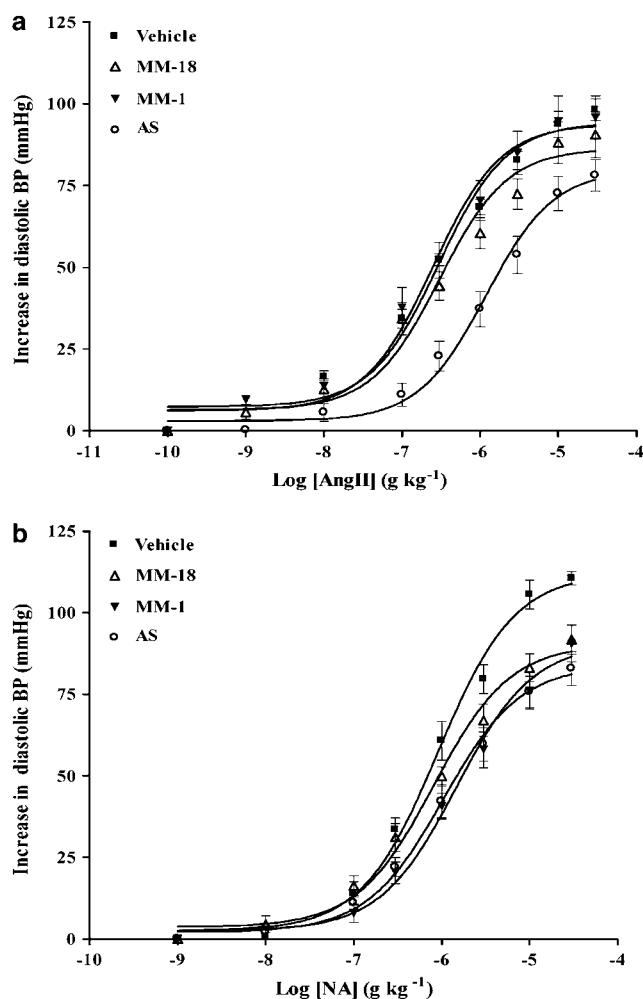 a
Vehicle
MM-18
MM-1
AS
Increase in diastolic BP (mmHg)
125
100
75
50
25
0
-11 -10 -9 -8 -7 -6 -5 -4
Log [AngII] (g kg⁻¹)
b
Vehicle
MM-18
MM-1
AS
Increase in diastolic BP (mmHg)
125
100
75
50
25
0
-10 -9 -8 -7 -6 -5 -4
Log [NA] (g kg⁻¹)